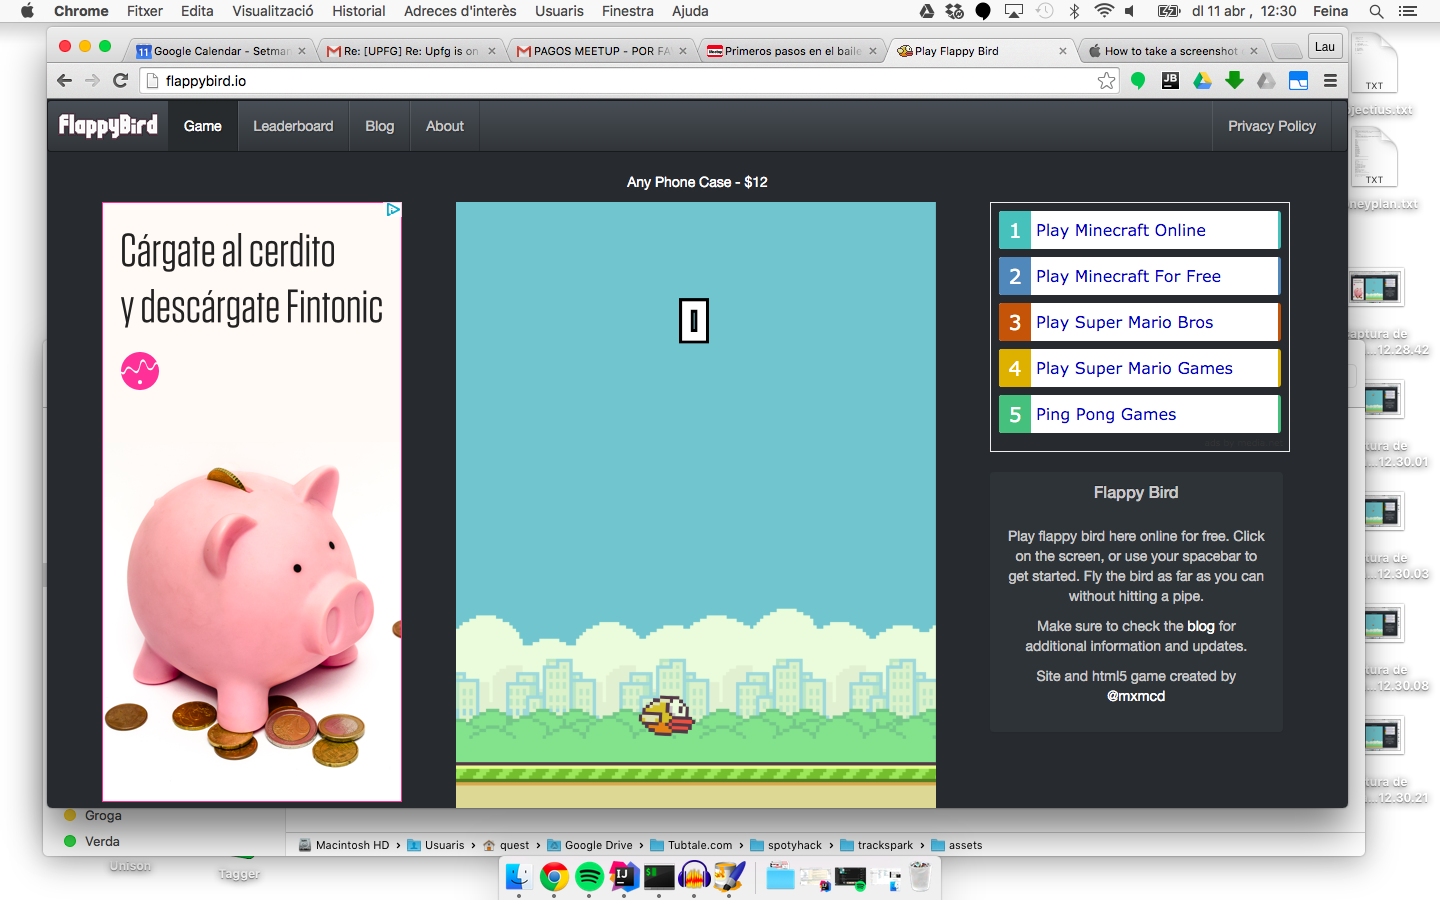 Chrome Fitxer Edita Visualització Historial Adreces d'interès Usuaris Finestra Ajuda
dl 11 abr , 12:30 Feina
11 Google Calendar - Setman
Re: [UPFG] Re: Upfg is on
PAGOS MEETUP - POR FA
Meetup Primeros pasos en el baile
Play Flappy Bird
How to take a screenshot
Lau
flappybird.io
JB
FlappyBird
Game
Leaderboard
Blog
About
Privacy Policy
Any Phone Case - $12
Cárgate al cerdito
y descárgate Fintonic
0
1 Play Minecraft Online
2 Play Minecraft For Free
3 Play Super Mario Bros
4 Play Super Mario Games
5 Ping Pong Games
Flappy Bird
Play flappy bird here online for free. Click
on the screen, or use your spacebar to
get started. Fly the bird as far as you can
without hitting a pipe.
Make sure to check the blog for
additional information and updates.
Site and html5 game created by
@mxmcd
TXT
ojectius.txt
TXT
neyplan.txt
aptura de
...12.28.42
tura de
...12.30.01
tura de
...12.30.03
tura de
...12.30.08
tura de
...12.30.21
Groga
Verda
Unison
Tagger
Macintosh HD › Usuaris › quest › Google Drive › Tubtale.com › spotyhack › trackspark › assets
IJ